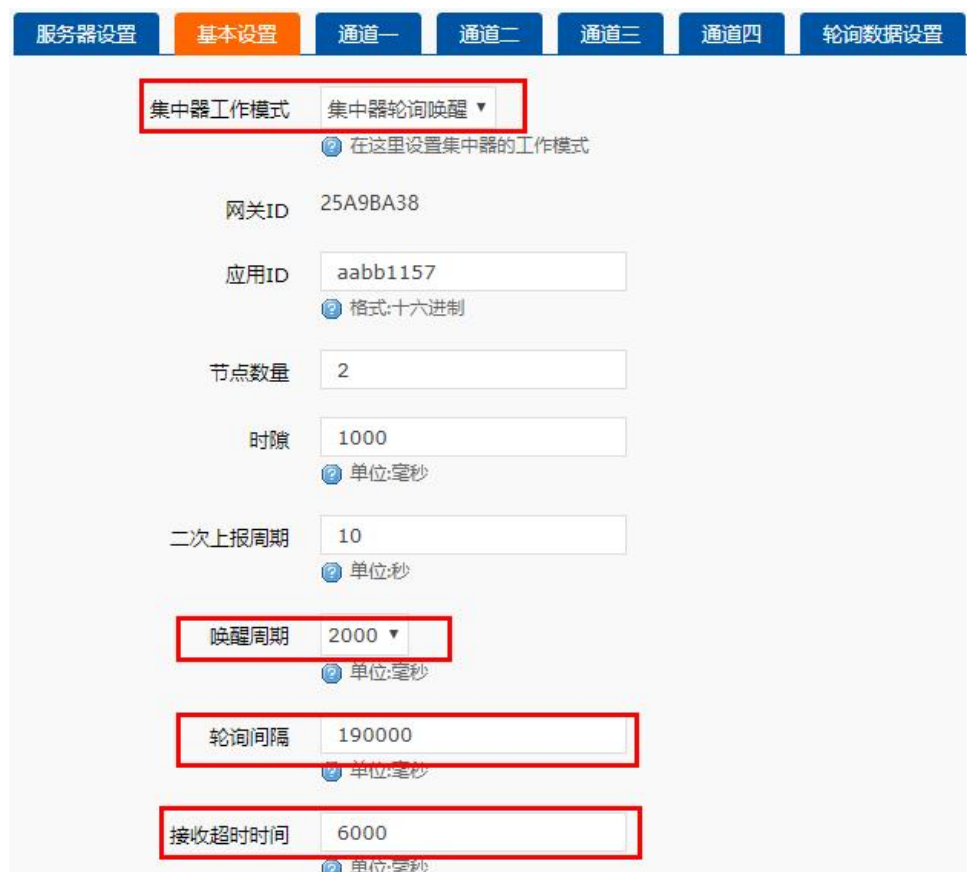 服务器设置 基本设置 通道一 通道二 通道三 通道四 轮询数据设置
集中器工作模式 集中器轮询唤醒
在这里设置集中器的工作模式
网关ID 25A9BA38
应用ID aabb1157
格式:十六进制
节点数量 2
时隙 1000
单位:毫秒
二次上报周期 10
单位:秒
唤醒周期 2000
单位:毫秒
轮询间隔 190000
单位:毫秒
接收超时时间 6000
单位:毫秒